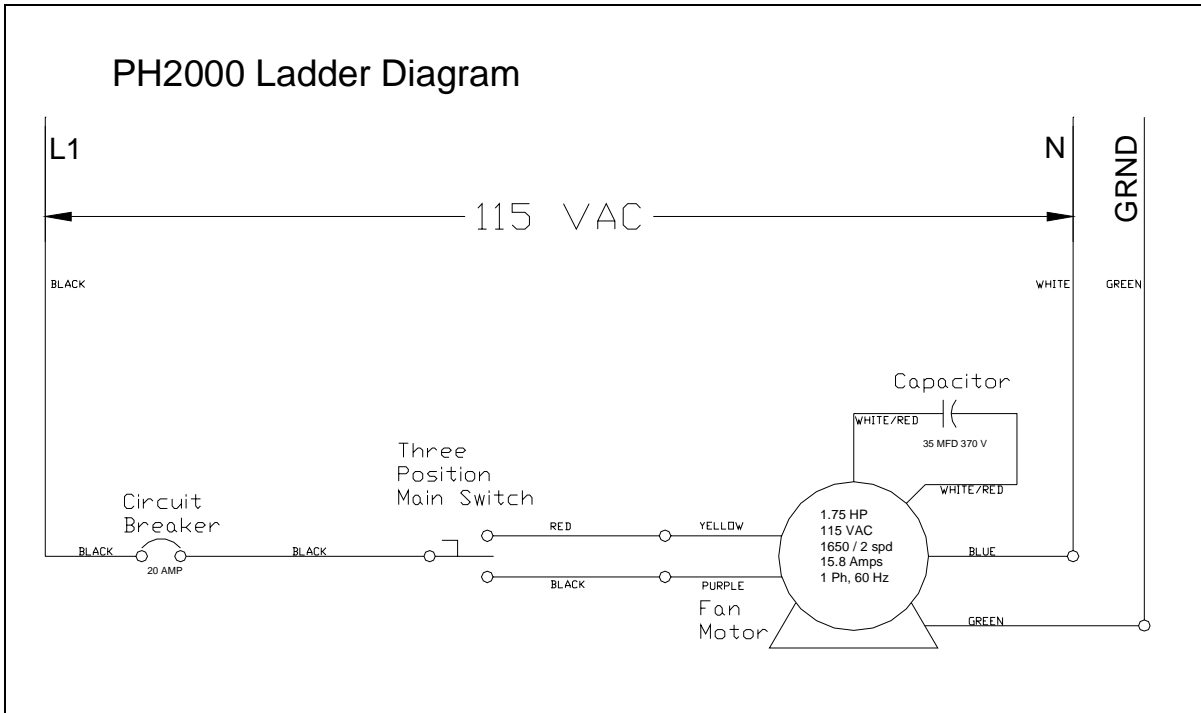 PH2000 Ladder Diagram
L1
N
GRND
115 VAC
BLACK
WHITE
GREEN
Capacitor
WHITE/RED
35 MFD 370 V
WHITE/RED
Three
Position
Main Switch
Circuit
Breaker
BLACK
20 AMP
BLACK
RED
YELLOW
BLACK
PURPLE
1.75 HP
115 VAC
1650 / 2 spd
15.8 Amps
1 Ph, 60 Hz
BLUE
Fan
Motor
GREEN